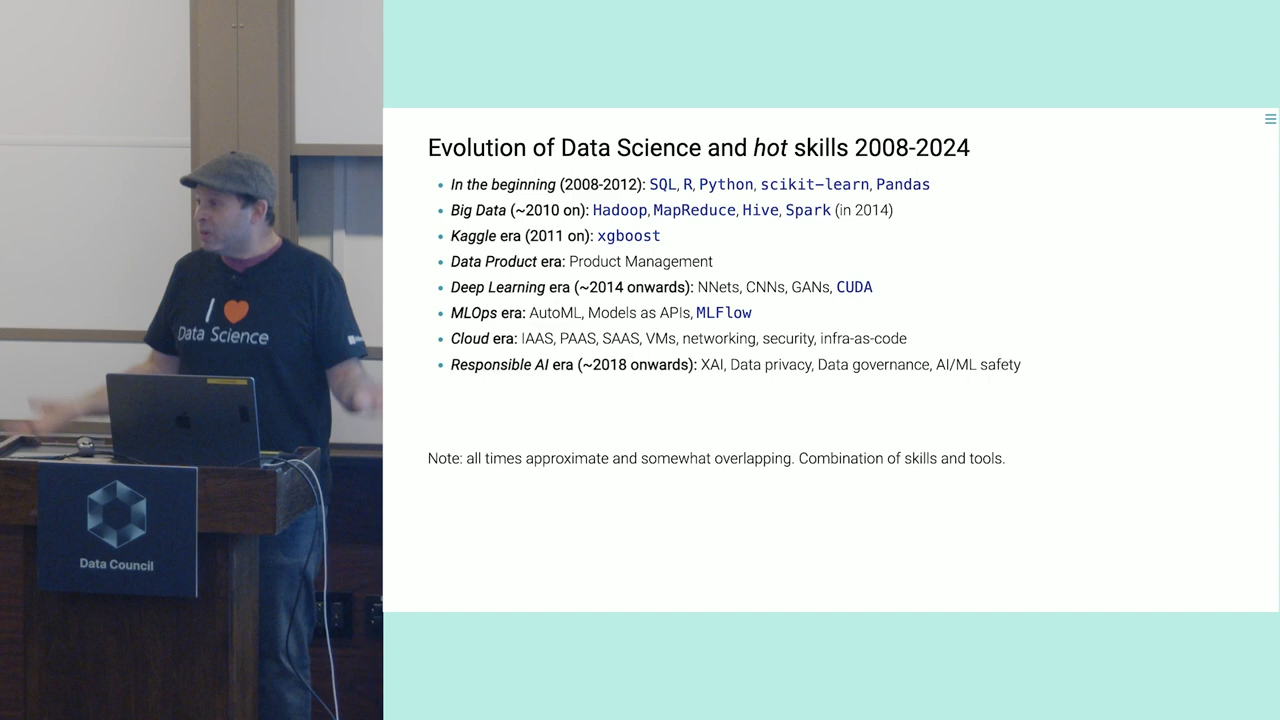 Evolution of Data Science and hot skills 2008-2024
In the beginning (2008-2012): SQL, R, Python, scikit-learn, Pandas
Big Data (~2010 on): Hadoop, MapReduce, Hive, Spark (in 2014)
Kaggle era (2011 on): xgboost
Data Product era: Product Management
Deep Learning era (~2014 onwards): NNets, CNNs, GANs, CUDA
MLOps era: AutoML, Models as APIs, MLFlow
Cloud era: IAAS, PAAS, SAAS, VMs, networking, security, infra-as-code
Responsible AI era (~2018 onwards): XAI, Data privacy, Data governance, AI/ML safety
Note: all times approximate and somewhat overlapping. Combination of skills and tools.
I
Data Science
Data Council